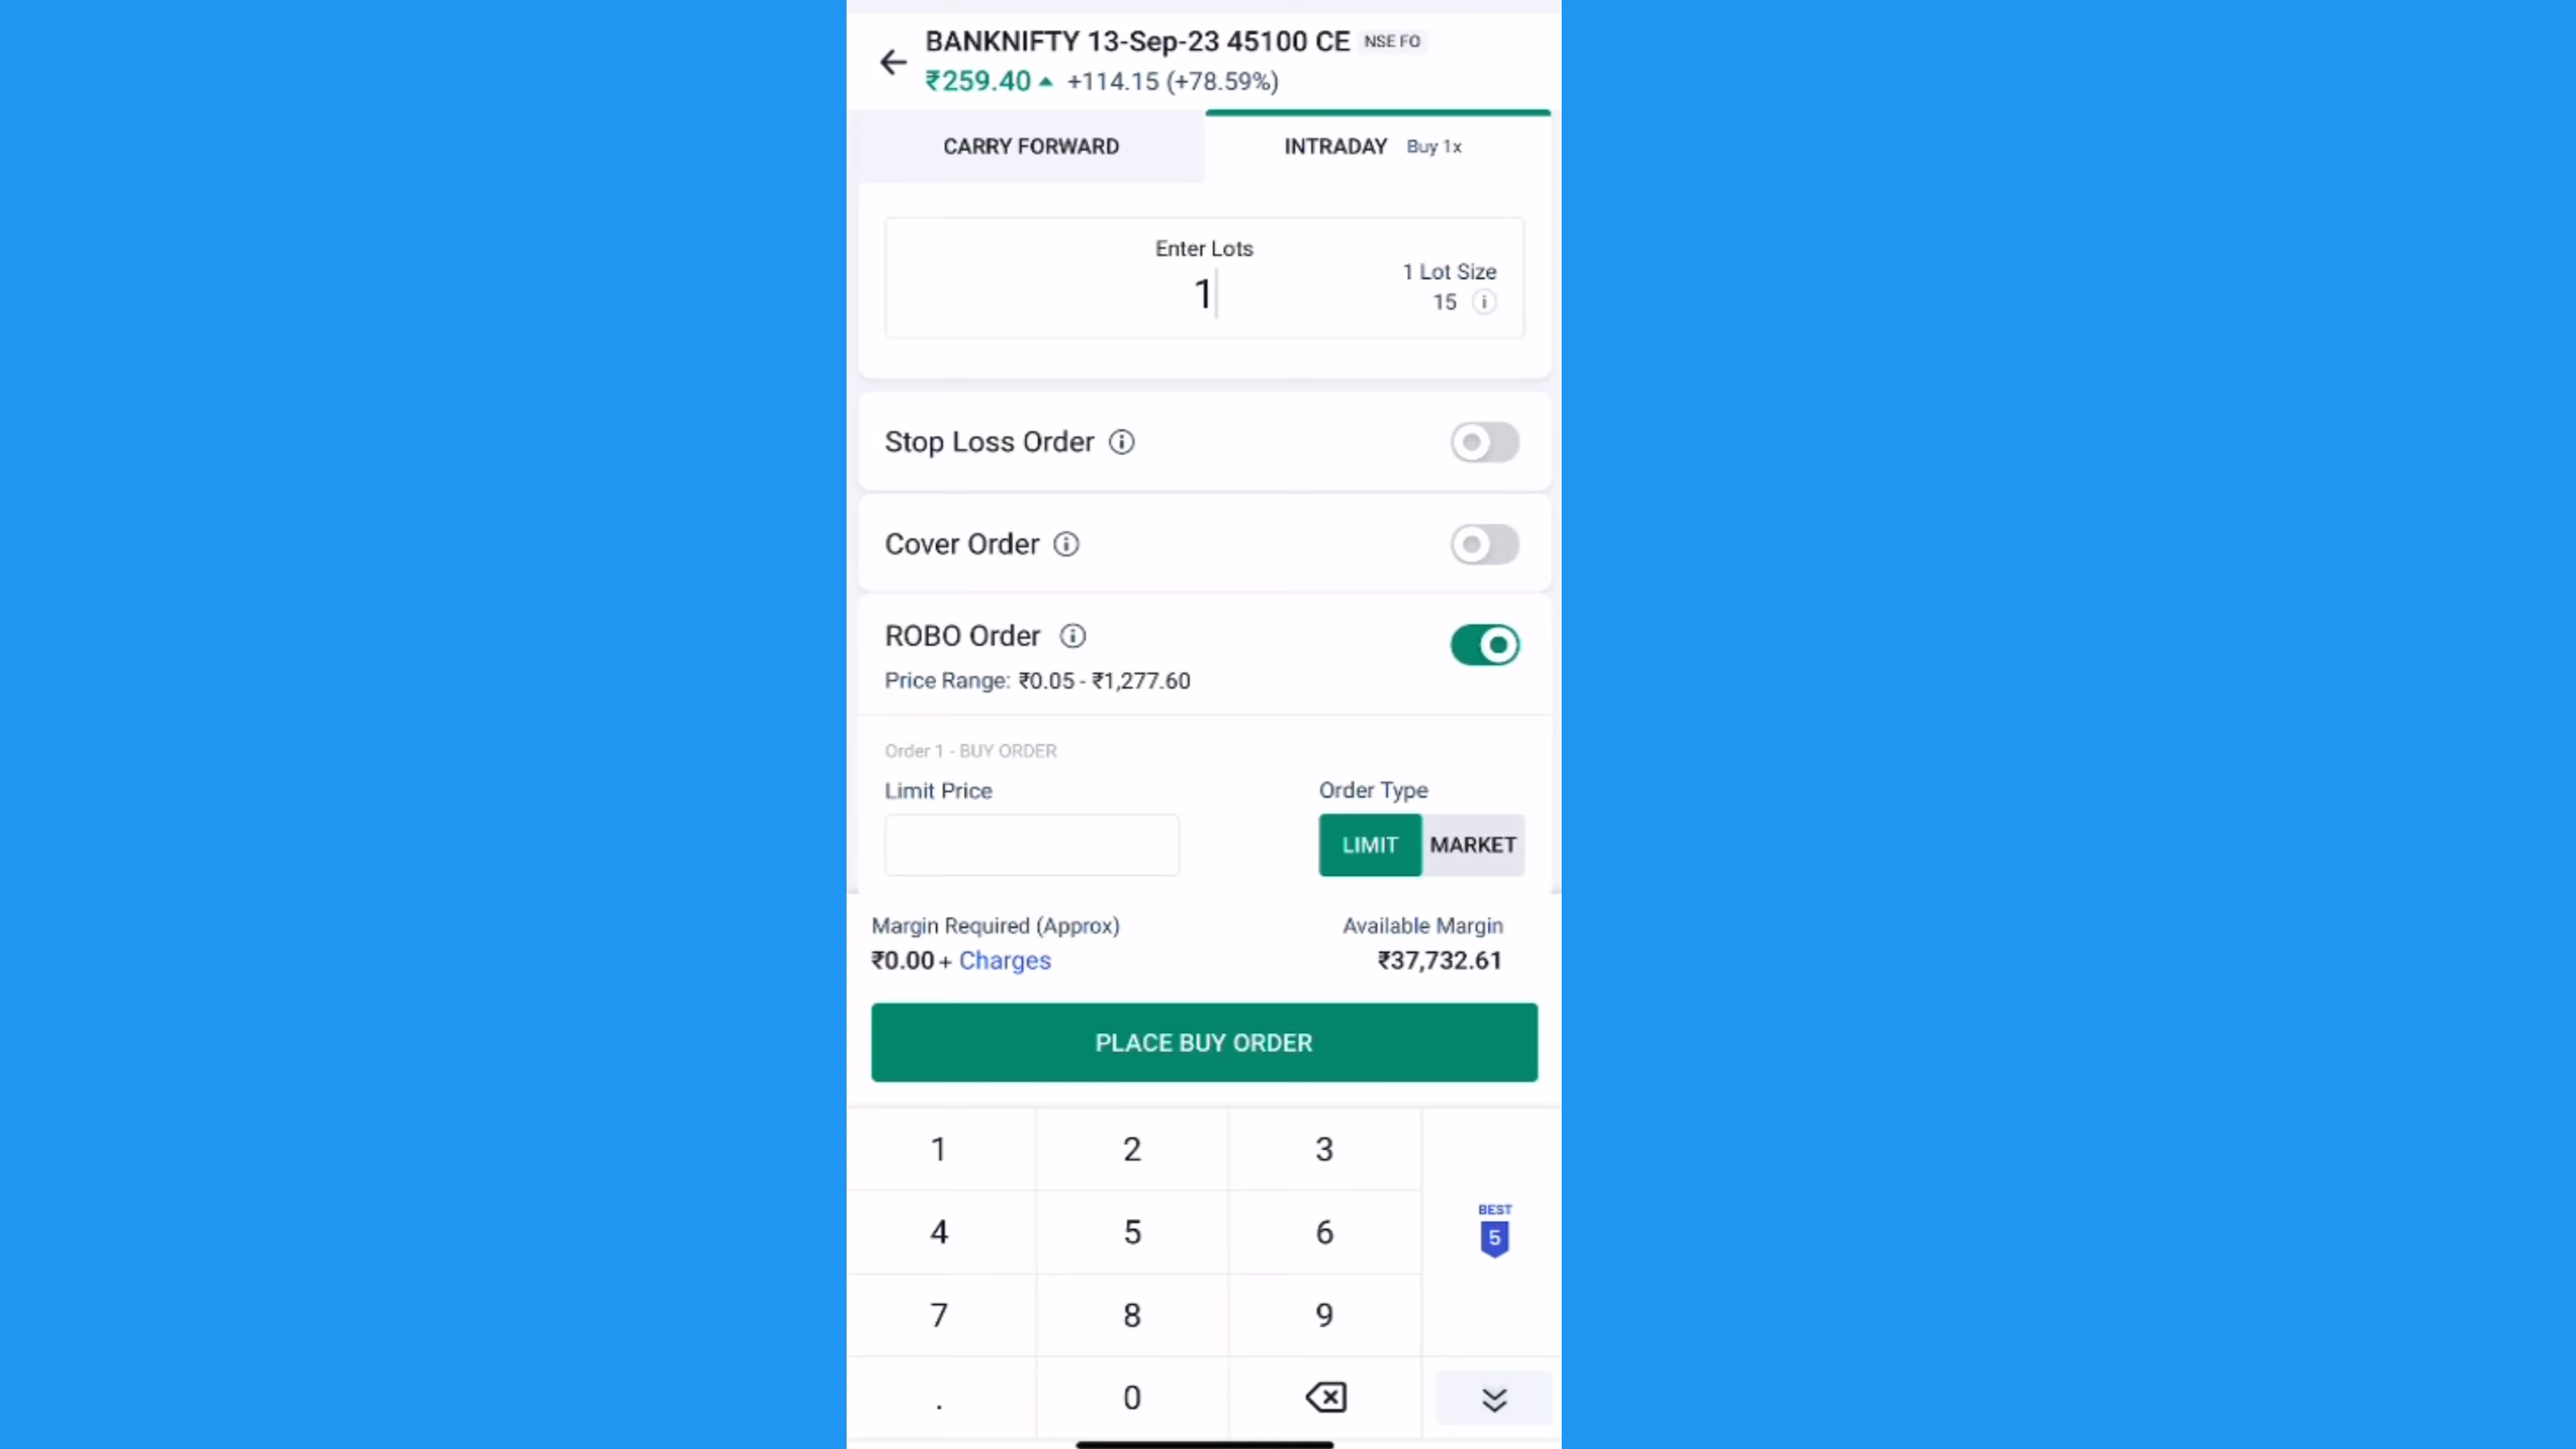 BANKNIFTY 13-Sep-23 45100 CE NSE FO
₹259.40 +114.15 (+78.59%)
CARRY FORWARD INTRADAY Buy 1x
Enter Lots
1
1 Lot Size
15
Stop Loss Order
Cover Order
ROBO Order
Price Range: ₹0.05 - ₹1,277.60
Order 1 - BUY ORDER
Limit Price Order Type
LIMIT MARKET
Margin Required (Approx) Available Margin
₹0.00 + Charges ₹37,732.61
PLACE BUY ORDER
1 2 3
BEST
4 5 6 5
7 8 9
. 0